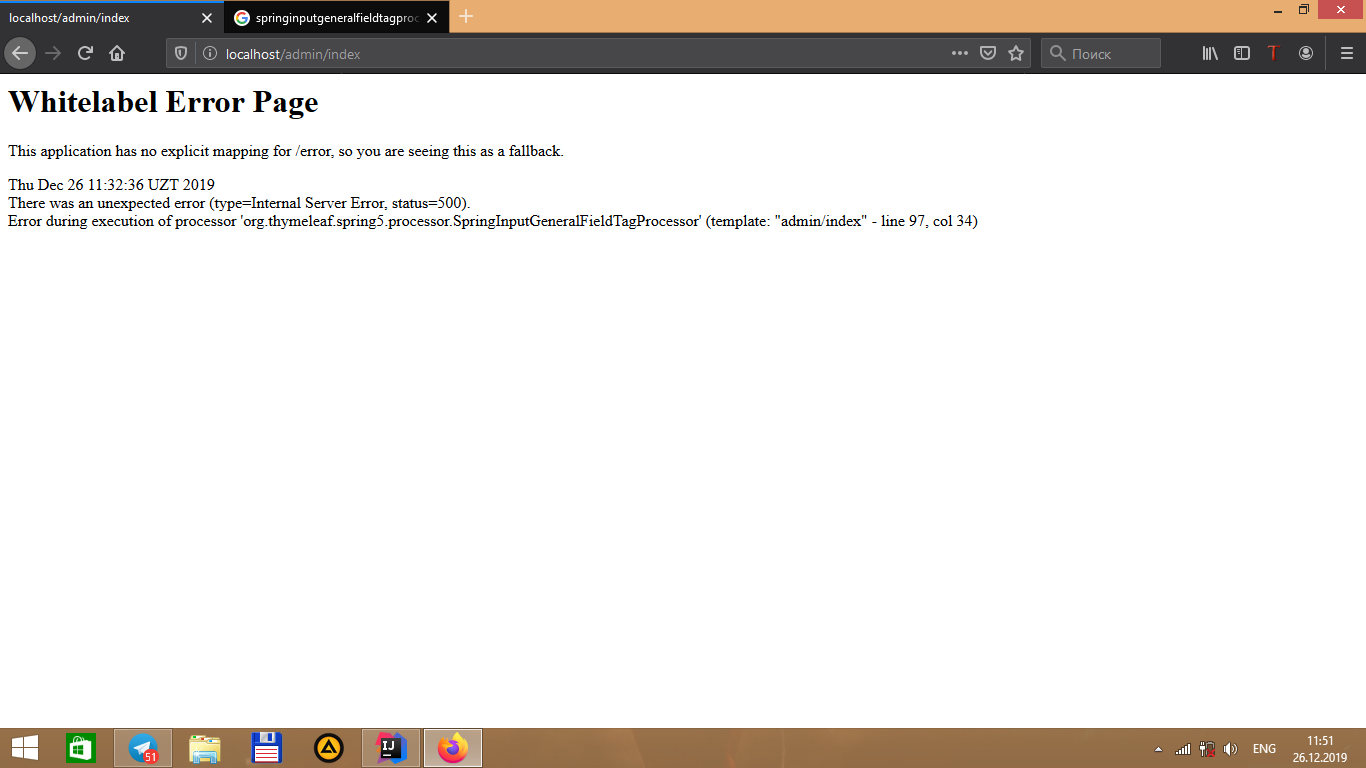 localhost/admin/index
springinputgeneralfieldtagproc
localhost/admin/index
Поиск
Whitelabel Error Page
This application has no explicit mapping for /error, so you are seeing this as a fallback.
Thu Dec 26 11:32:36 UZT 2019
There was an unexpected error (type=Internal Server Error, status=500).
Error during execution of processor 'org.thymeleaf.spring5.processor.SpringInputGeneralFieldTagProcessor' (template: "admin/index" - line 97, col 34)
51
IJ
ENG
11:51
26.12.2019